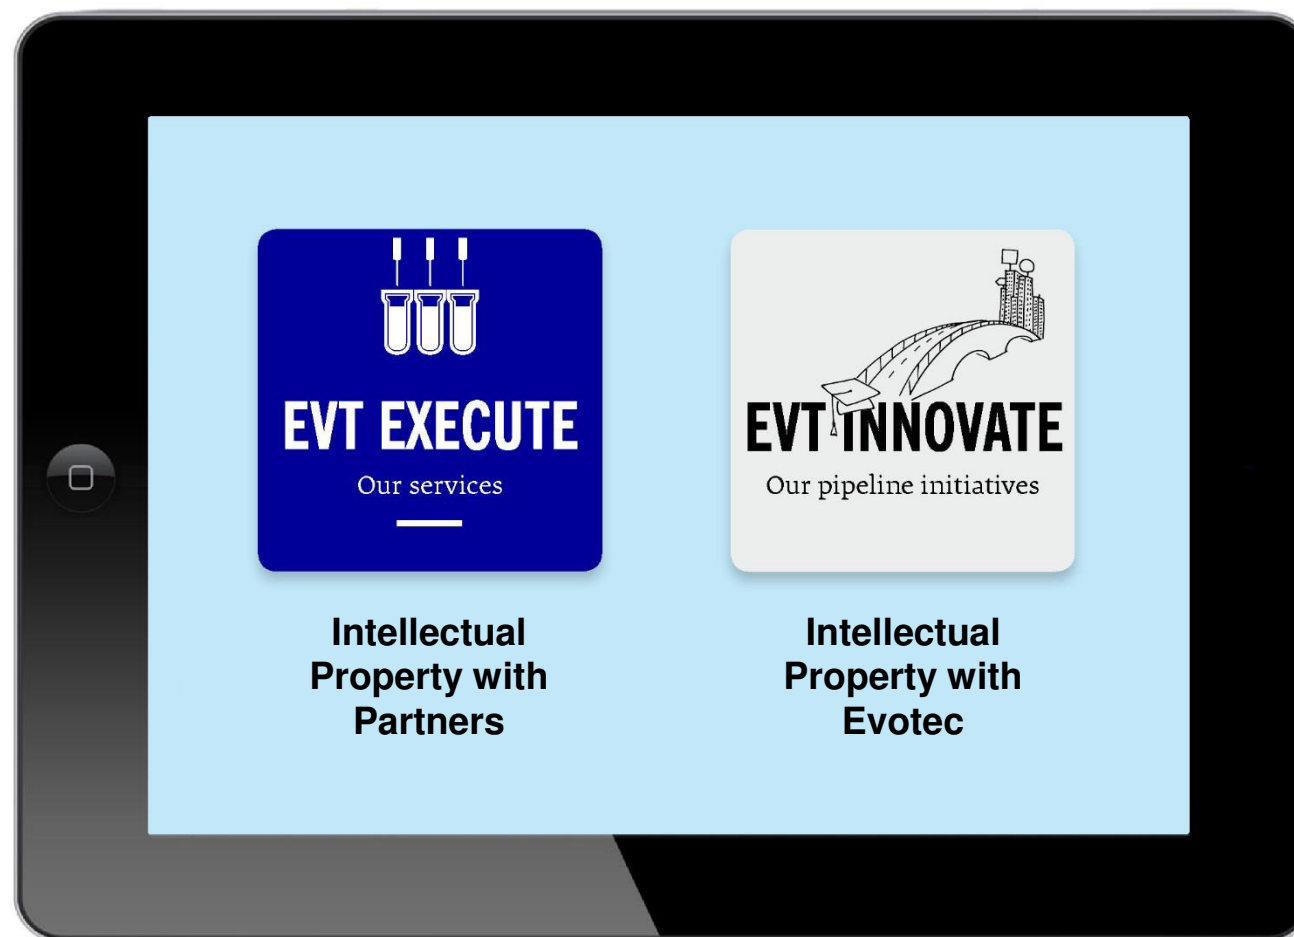 EVT EXECUTE
Our services
Intellectual
Property with
Partners
EVT INNOVATE
Our pipeline initiatives
Intellectual
Property with
Evotec